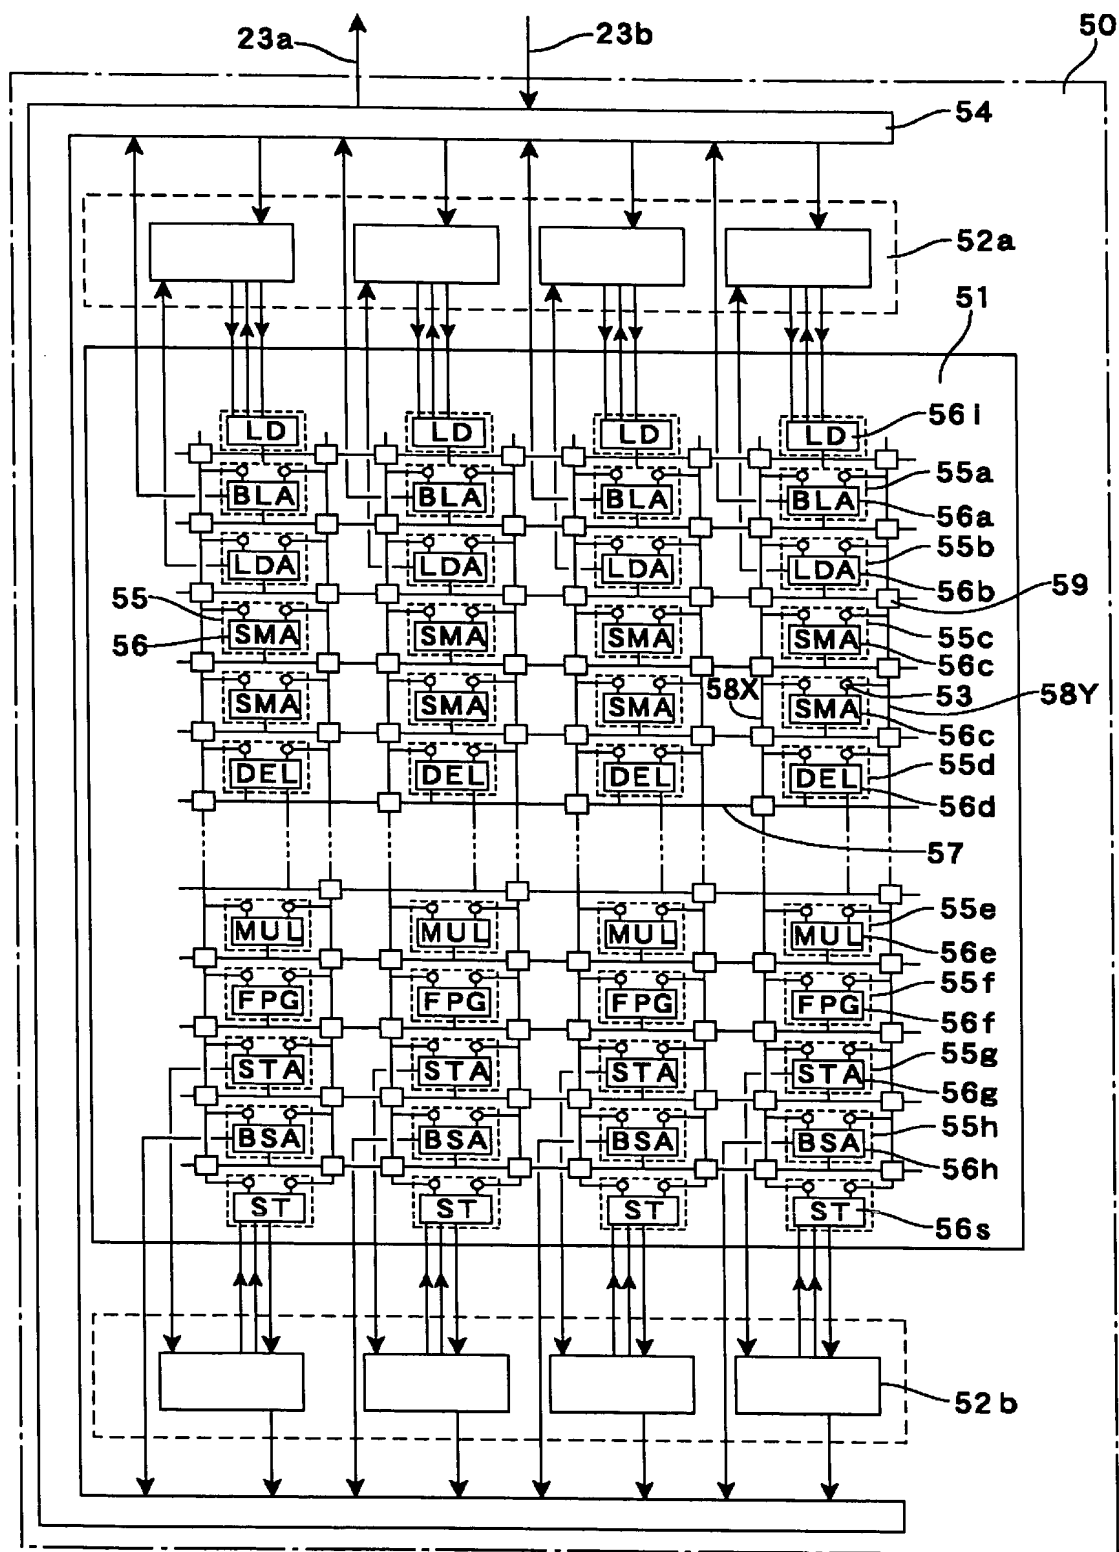 23a 23b 50
54
52a
51
LD LD LD LD 56i
55a
BLA BLA BLA BLA 56a
55b
LDA LDA LDA LDA 56b 59
55
56 SMA SMA SMA SMA 55c
56c
58X 53 58Y
SMA SMA SMA SMA 56c
DEL DEL DEL DEL 55d
56d
57
55e
MUL MUL MUL MUL 56e
55f
FPG FPG FPG FPG 56f
55g
STA STA STA STA 56g
55h
BSA BSA BSA BSA 56h
ST ST ST ST 56s
52b